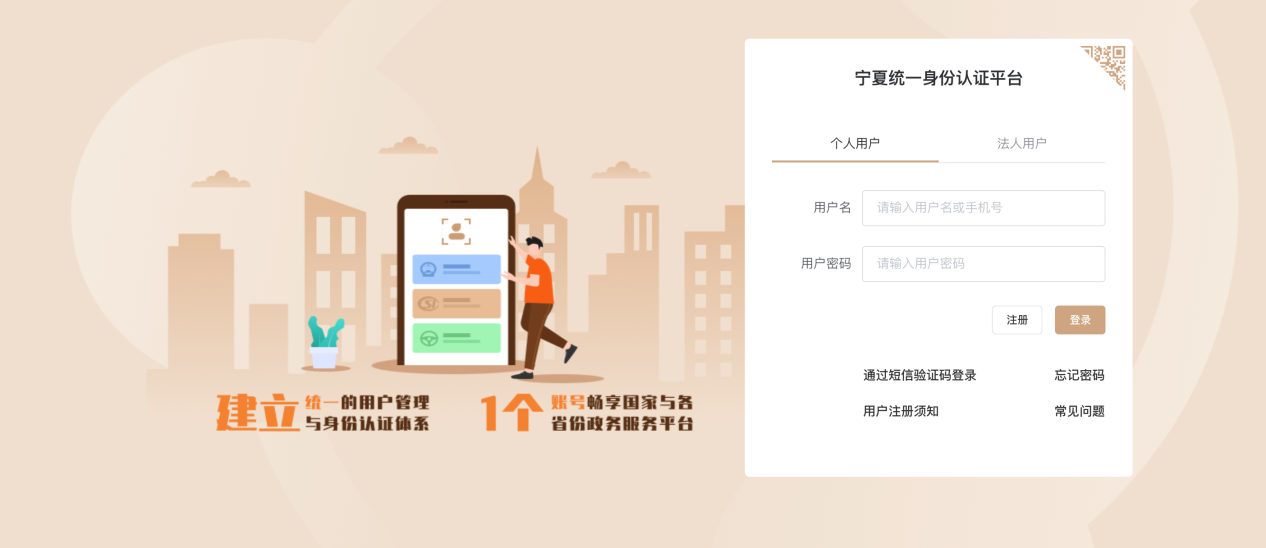 宁夏统一身份认证平台
个人用户
法人用户
用户名
请输入用户名或手机号
用户密码
请输入用户密码
注册
登录
通过短信验证码登录
忘记密码
用户注册须知
常见问题
建立 统一的用户管理
与身份认证体系
1个 账号畅享国家与各
省份政务服务平台